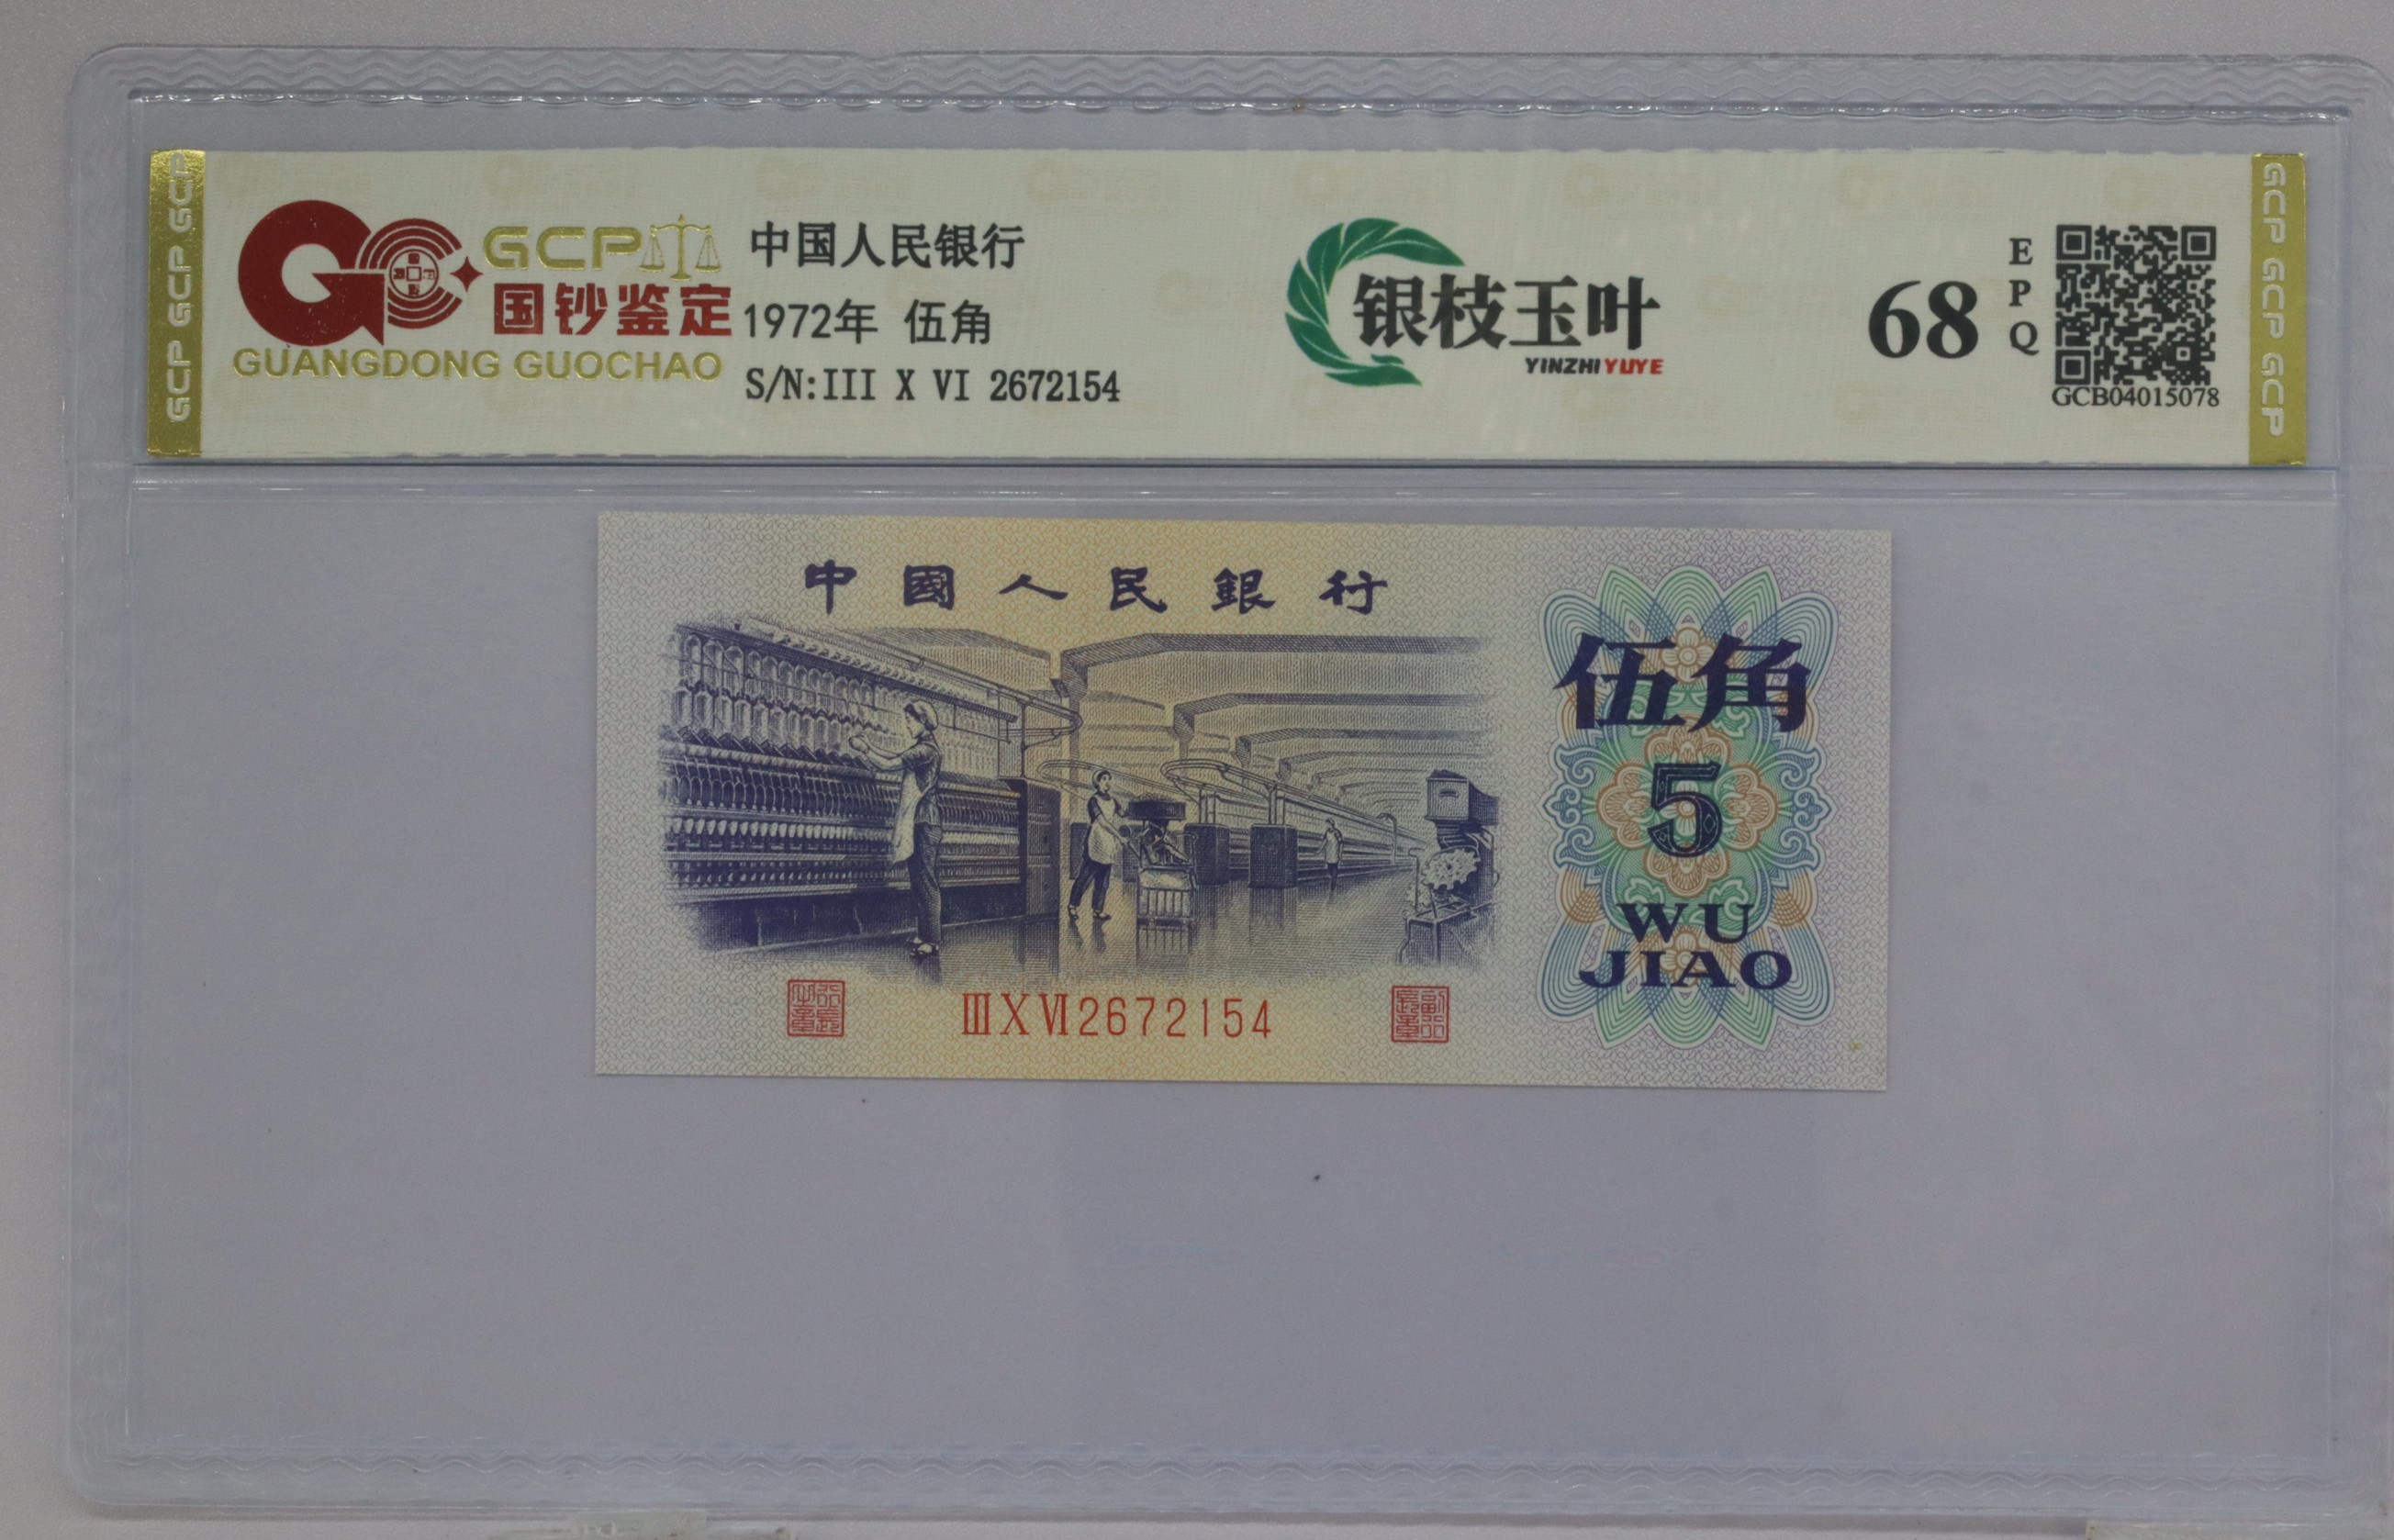 GCP GCP GCP
GCP
国钞鉴定
GUANGDONG GUOCHAO
中国人民银行
1972年 伍角
S/N:III X VI 2672154
银枝玉叶
YINZHIYUYE
68
EPQ
GCB04015078
GCP GCP GCP
中國人民銀行
伍角
5
WU
JIAO
ⅢⅩⅥ2672154